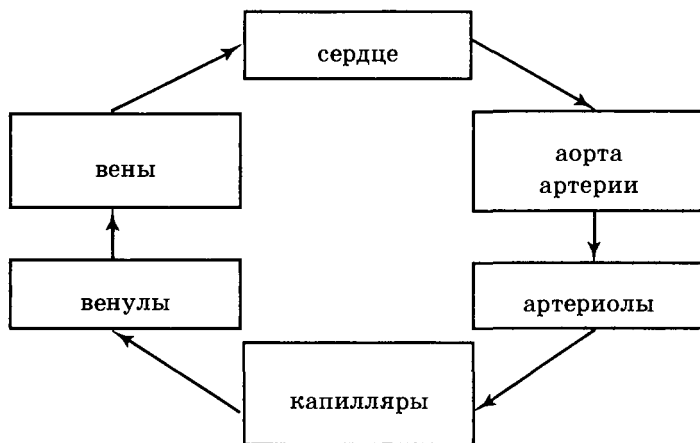 сердце
аорта
артерии
артериолы
капилляры
венулы
вены